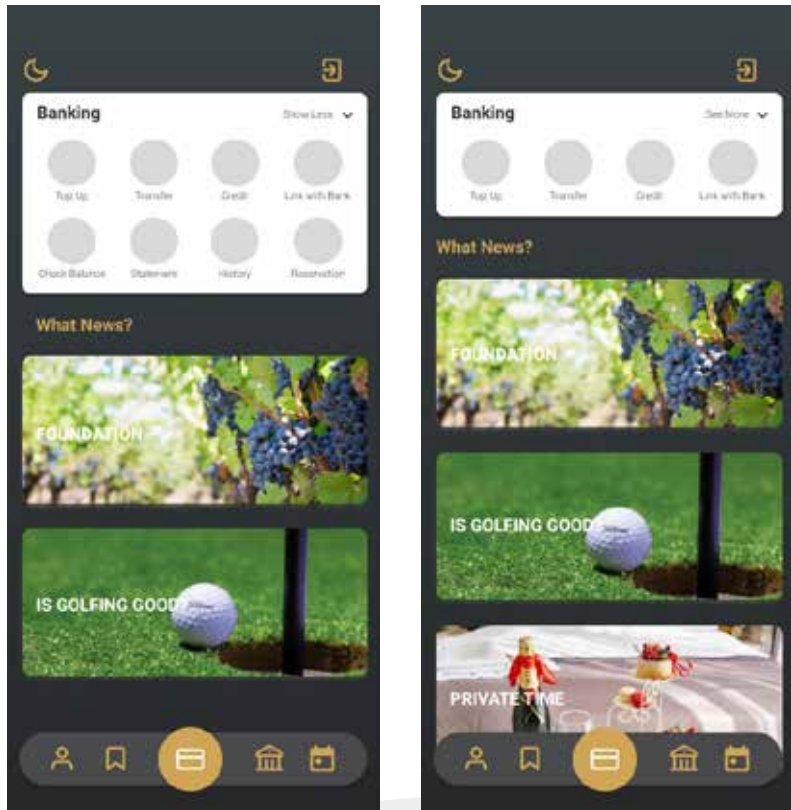 Banking
Show Less
Top Up
Transfer
Credit
Link with Bank
Check Balance
Statement
History
Reservation
What News?
FOUNDATION
IS GOLFING GOOD?
Banking
See More
Top Up
Transfer
Credit
Link with Bank
What News?
FOUNDATION
IS GOLFING GOOD?
PRIVATE TIME